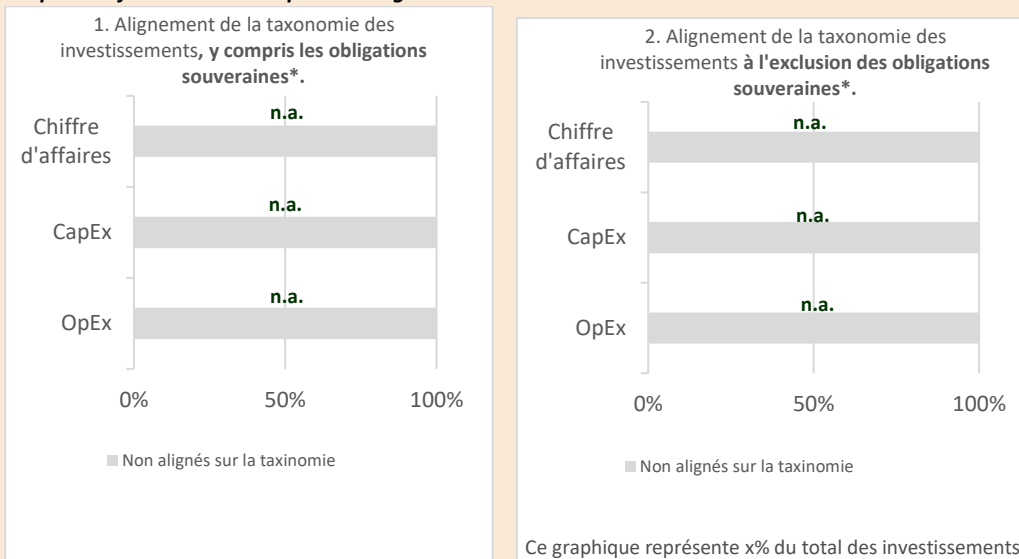 1. Alignement de la taxonomie des
investissements, y compris les obligations
souveraines*.
n.a.
Chiffre
d'affaires
n.a.
CapEx
n.a.
OpEx
0% 50% 100%
Non alignés sur la taxinomie
2. Alignement de la taxonomie des
investissements à l'exclusion des obligations
souveraines*.
n.a.
Chiffre
d'affaires
n.a.
CapEx
n.a.
OpEx
0% 50% 100%
Non alignés sur la taxinomie
Ce graphique représente x% du total des investissements